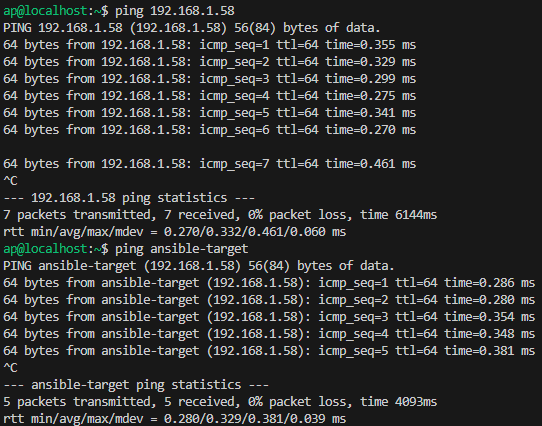 ap@localhost:~$ ping 192.168.1.58
PING 192.168.1.58 (192.168.1.58) 56(84) bytes of data.
64 bytes from 192.168.1.58: icmp_seq=1 ttl=64 time=0.355 ms
64 bytes from 192.168.1.58: icmp_seq=2 ttl=64 time=0.329 ms
64 bytes from 192.168.1.58: icmp_seq=3 ttl=64 time=0.299 ms
64 bytes from 192.168.1.58: icmp_seq=4 ttl=64 time=0.275 ms
64 bytes from 192.168.1.58: icmp_seq=5 ttl=64 time=0.341 ms
64 bytes from 192.168.1.58: icmp_seq=6 ttl=64 time=0.270 ms
64 bytes from 192.168.1.58: icmp_seq=7 ttl=64 time=0.461 ms
^C
--- 192.168.1.58 ping statistics ---
7 packets transmitted, 7 received, 0% packet loss, time 6144ms
rtt min/avg/max/mdev = 0.270/0.332/0.461/0.060 ms
ap@localhost:~$ ping ansible-target
PING ansible-target (192.168.1.58) 56(84) bytes of data.
64 bytes from ansible-target (192.168.1.58): icmp_seq=1 ttl=64 time=0.286 ms
64 bytes from ansible-target (192.168.1.58): icmp_seq=2 ttl=64 time=0.280 ms
64 bytes from ansible-target (192.168.1.58): icmp_seq=3 ttl=64 time=0.354 ms
64 bytes from ansible-target (192.168.1.58): icmp_seq=4 ttl=64 time=0.348 ms
64 bytes from ansible-target (192.168.1.58): icmp_seq=5 ttl=64 time=0.381 ms
^C
--- ansible-target ping statistics ---
5 packets transmitted, 5 received, 0% packet loss, time 4093ms
rtt min/avg/max/mdev = 0.280/0.329/0.381/0.039 ms